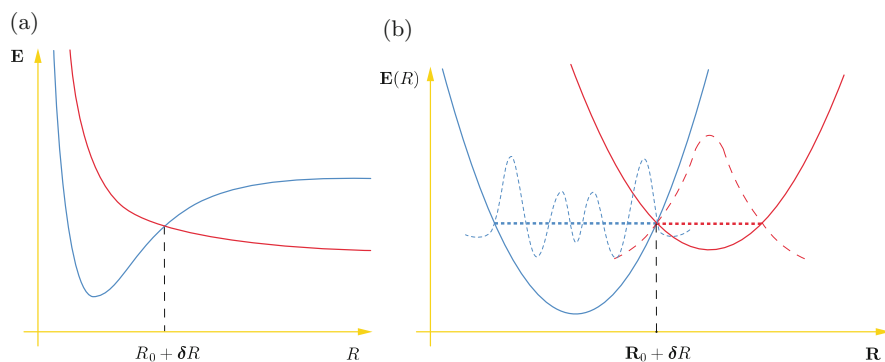 (a)
E
R₀ + δR
R
(b)
E(R)
R₀ + δR
R